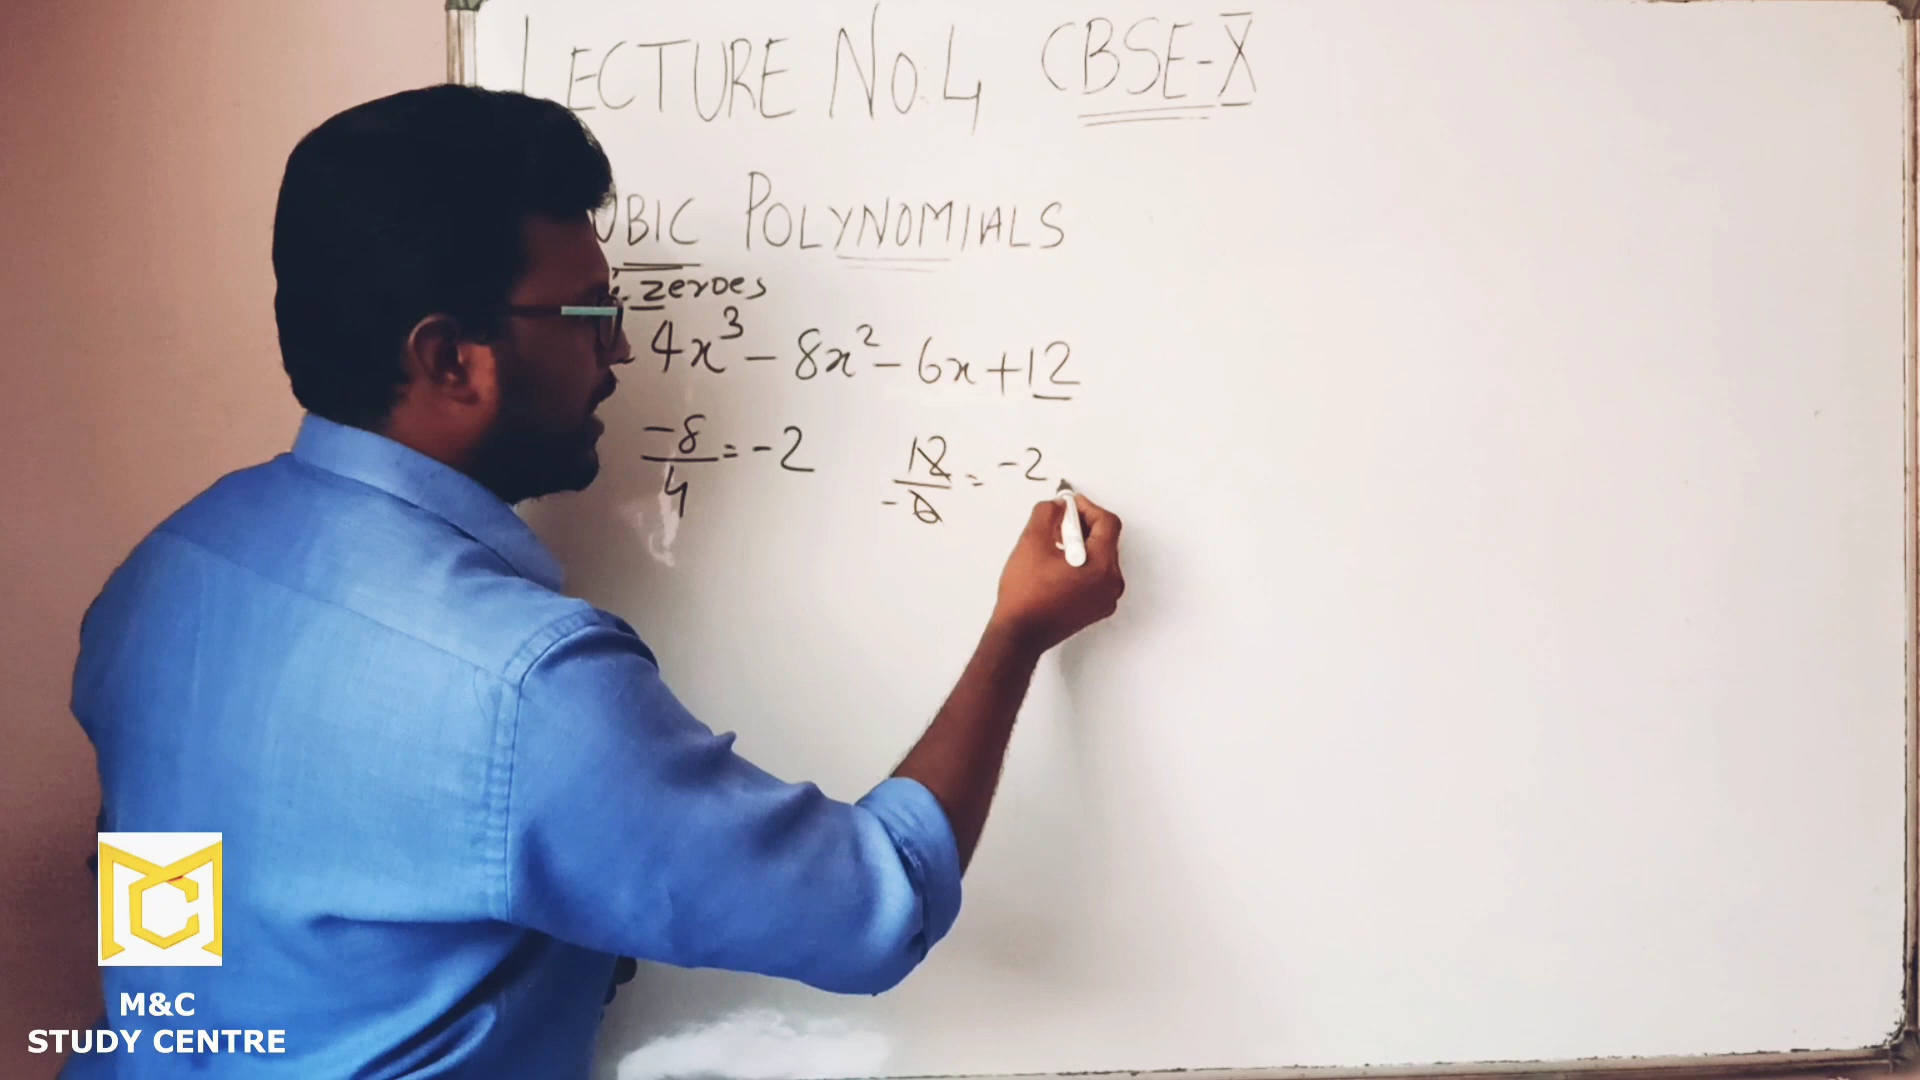 LECTURE No.4 CBSE-X
UBIC POLYNOMIALS
zeroes
4x³ - 8x² - 6x + 12
-8/4 = -2 12/-6 = -2
M&C
STUDY CENTRE